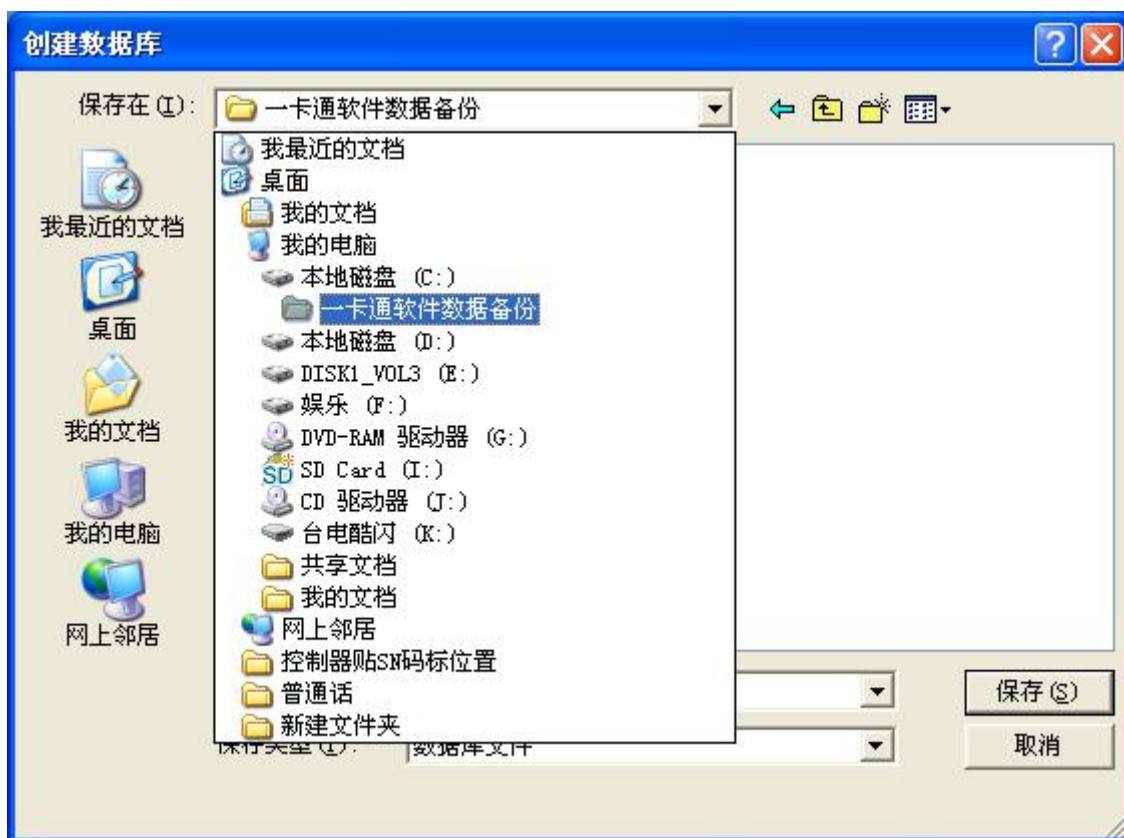 创建数据库
保存在(I):
一卡通软件数据备份
我最近的文档
桌面
我的文档
我的电脑
本地磁盘 (C:)
一卡通软件数据备份
本地磁盘 (D:)
DISK1_VOL3 (E:)
娱乐 (F:)
DVD-RAM 驱动器 (G:)
SD Card (I:)
CD 驱动器 (J:)
台电酷闪 (K:)
共享文档
我的文档
网上邻居
控制器贴SN码标位置
普通话
新建文件夹
我最近的文档
桌面
我的文档
我的电脑
网上邻居
保存(S)
保存类型(T):
数据库文件
取消